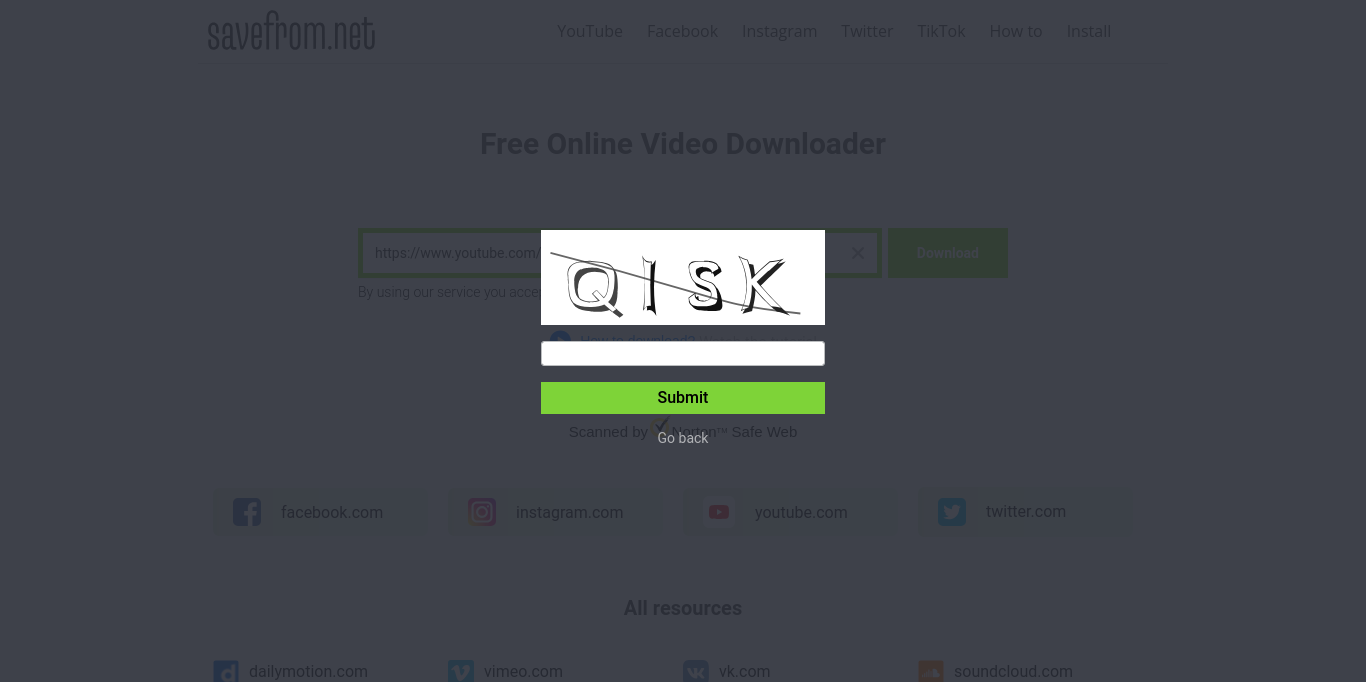 savefrom.net
YouTube Facebook Instagram Twitter TikTok How to Install
Free Online Video Downloader
https://www.youtube.com/
Download
By using our service you accep
QISK
How to download?
Submit
Scanned by Norton™ Safe Web
Go back
facebook.com instagram.com youtube.com twitter.com
All resources
dailymotion.com vimeo.com vk.com soundcloud.com